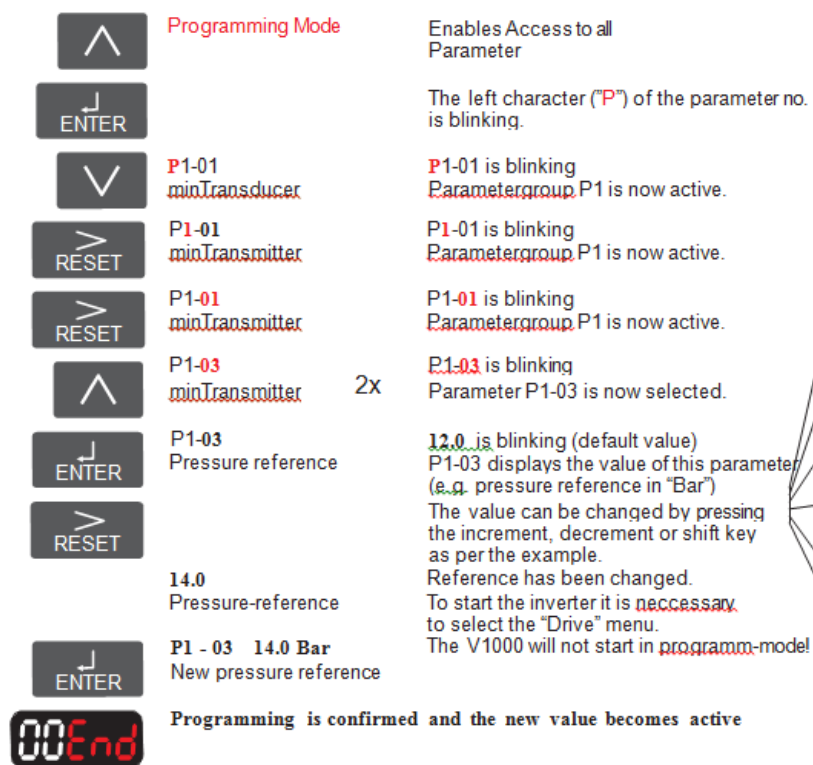 Programming Mode
Enables Access to all
Parameter
ENTER
The left character ("P") of the parameter no.
is blinking.
P1-01
minTransducer
P1-01 is blinking
Parametergroup P1 is now active.
RESET
P1-01
minTransmitter
P1-01 is blinking
Parametergroup P1 is now active.
RESET
P1-01
minTransmitter
P1-01 is blinking
Parametergroup P1 is now active.
P1-03
minTransmitter
2x
P1-03 is blinking
Parameter P1-03 is now selected.
ENTER
P1-03
Pressure reference
12.0 is blinking (default value)
P1-03 displays the value of this parameter
(e.g. pressure reference in "Bar")
RESET
The value can be changed by pressing
the increment, decrement or shift key
as per the example.
14.0
Pressure-reference
Reference has been changed.
To start the inverter it is neccessary
to select the "Drive" menu.
The V1000 will not start in programm-mode!
ENTER
P1 - 03 14.0 Bar
New pressure reference
00End
Programming is confirmed and the new value becomes active